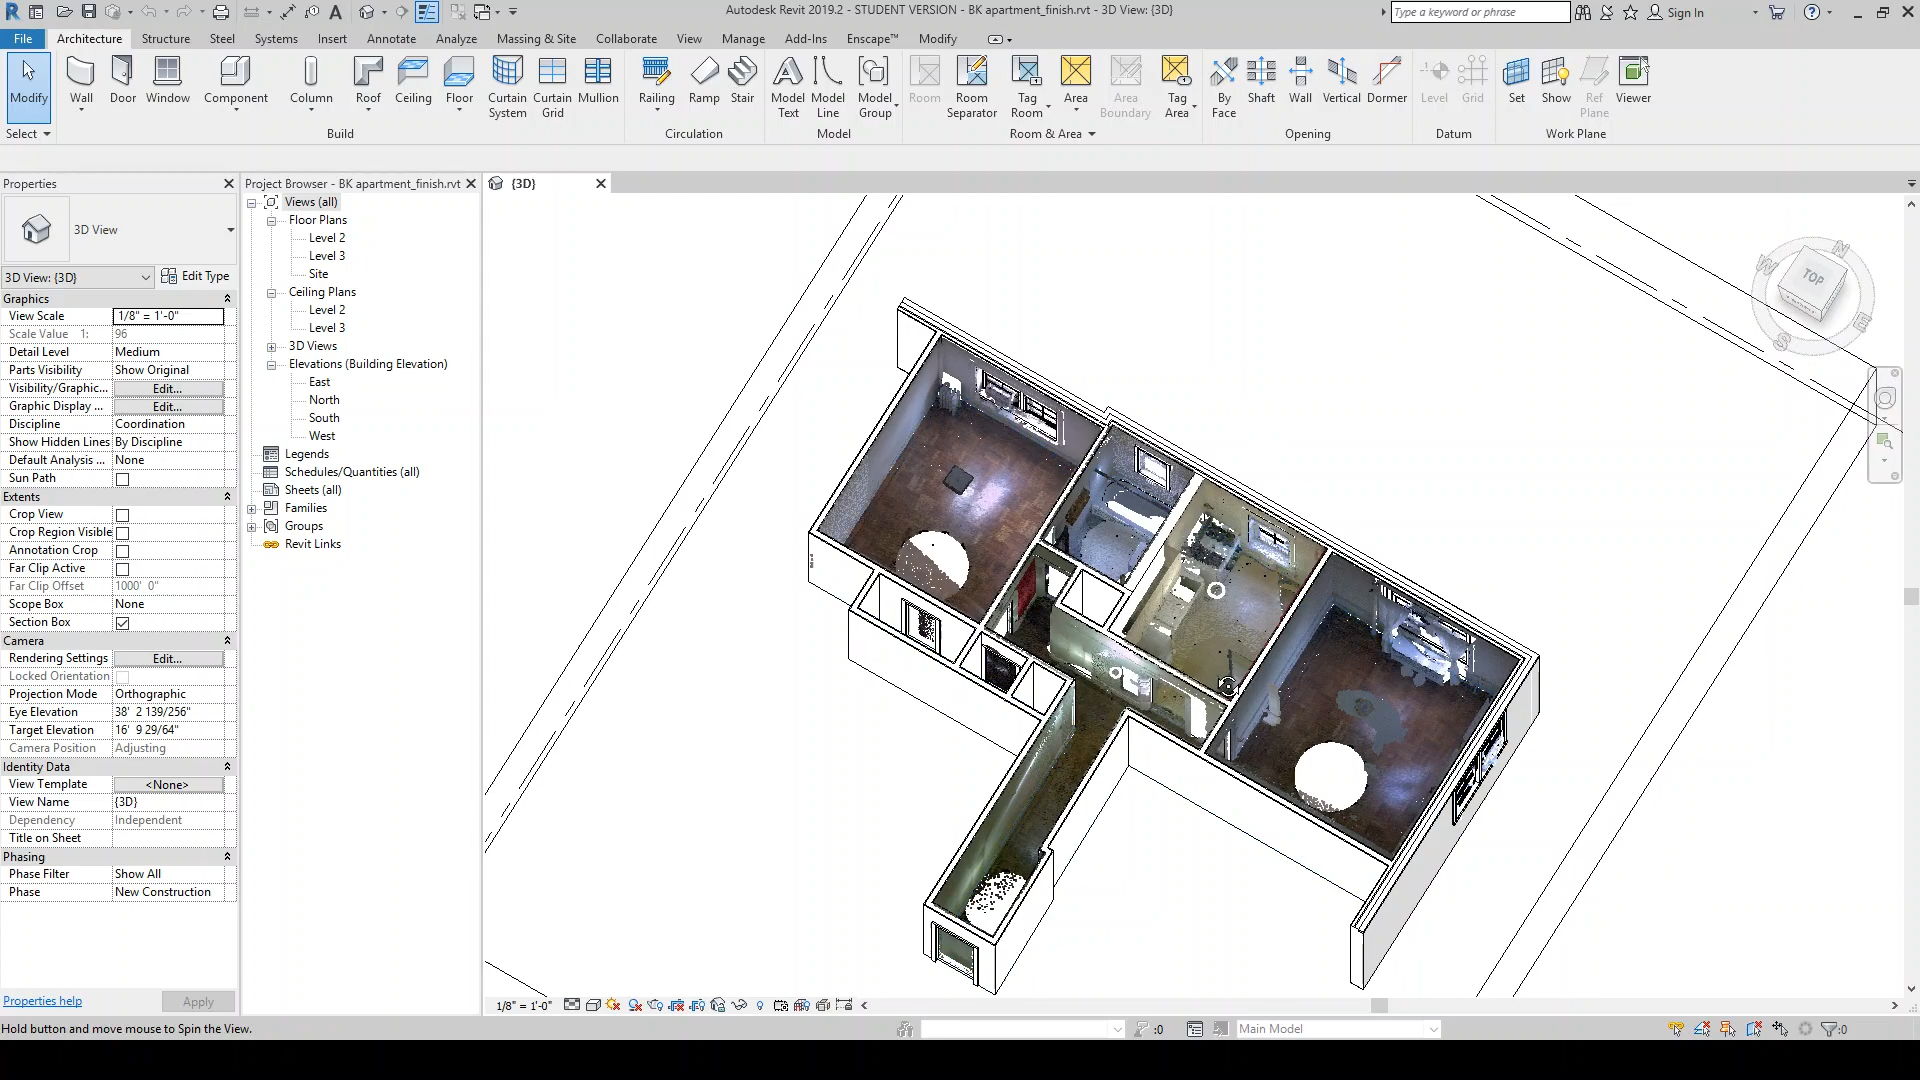 Autodesk Revit 2019.2 - STUDENT VERSION - BK apartment_finish.rvt - 3D View: {3D}
Type a keyword or phrase
Sign In
File Architecture Structure Steel Systems Insert Annotate Analyze Massing & Site Collaborate View Manage Add-Ins Enscape™ Modify
Modify Wall Door Window Component Column Roof Ceiling Floor Curtain System Curtain Grid Mullion Railing Ramp Stair Model Text Model Line Model Group Room Room Separator Tag Room Area Area Boundary Tag Area By Face Shaft Wall Vertical Dormer Level Grid Set Show Ref Plane Viewer
Select Build Circulation Model Room & Area Opening Datum Work Plane
Properties
3D View
3D View: {3D} Edit Type
Graphics
View Scale 1/8" = 1'-0"
Scale Value 1: 96
Detail Level Medium
Parts Visibility Show Original
Visibility/Graphic... Edit...
Graphic Display ... Edit...
Discipline Coordination
Show Hidden Lines By Discipline
Default Analysis ... None
Sun Path
Extents
Crop View
Crop Region Visible
Annotation Crop
Far Clip Active
Far Clip Offset 1000' 0"
Scope Box None
Section Box
Camera
Rendering Settings Edit...
Locked Orientation
Projection Mode Orthographic
Eye Elevation 38' 2 139/256"
Target Elevation 16' 9 29/64"
Camera Position Adjusting
Identity Data
View Template <None>
View Name {3D}
Dependency Independent
Title on Sheet
Phasing
Phase Filter Show All
Phase New Construction
Properties help Apply
Project Browser - BK apartment_finish.rvt
Views (all)
Floor Plans
Level 2
Level 3
Site
Ceiling Plans
Level 2
Level 3
3D Views
Elevations (Building Elevation)
East
North
South
West
Legends
Schedules/Quantities (all)
Sheets (all)
Families
Groups
Revit Links
{3D}
N
W
TOP
E
S
1/8" = 1'-0"
Hold button and move mouse to Spin the View.
:0
Main Model
:0